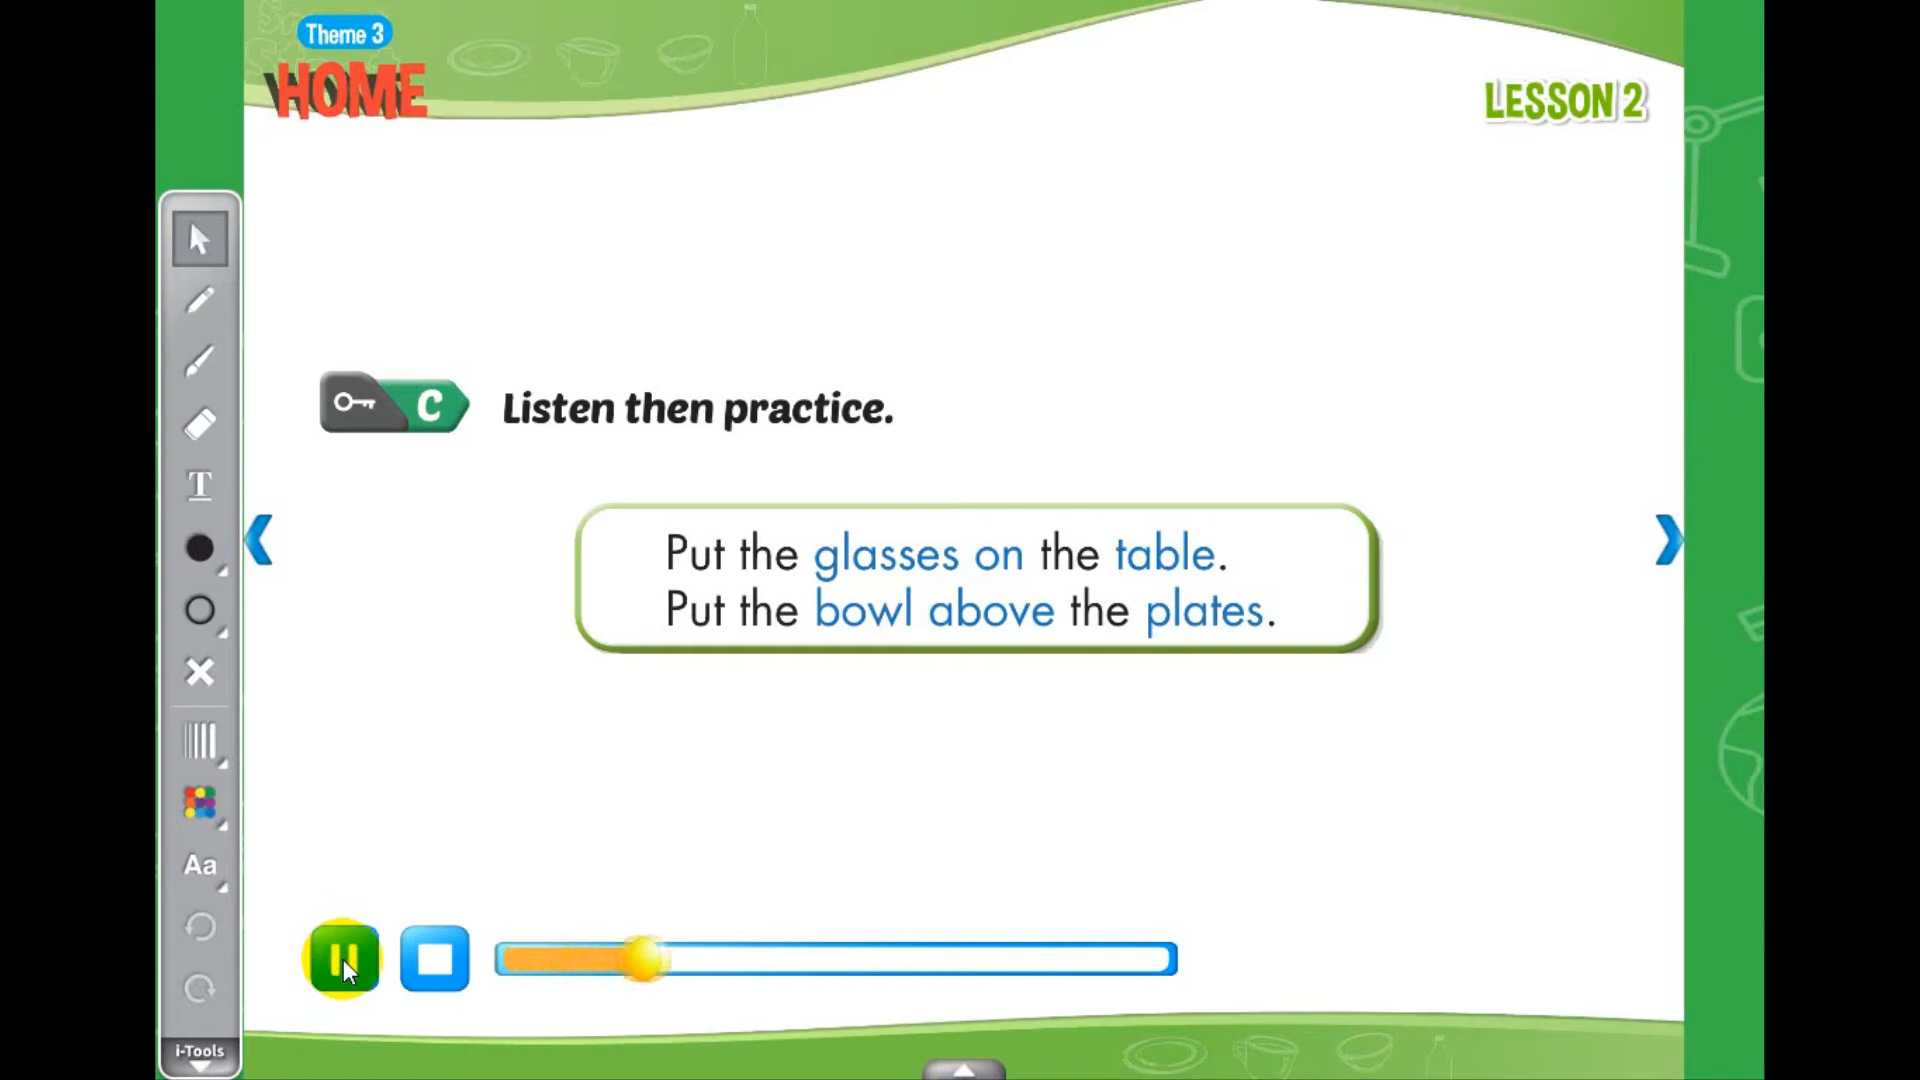 Theme 3
HOME
LESSON 2
C
Listen then practice.
Put the glasses on the table.
Put the bowl above the plates.
T
Aa
i-Tools